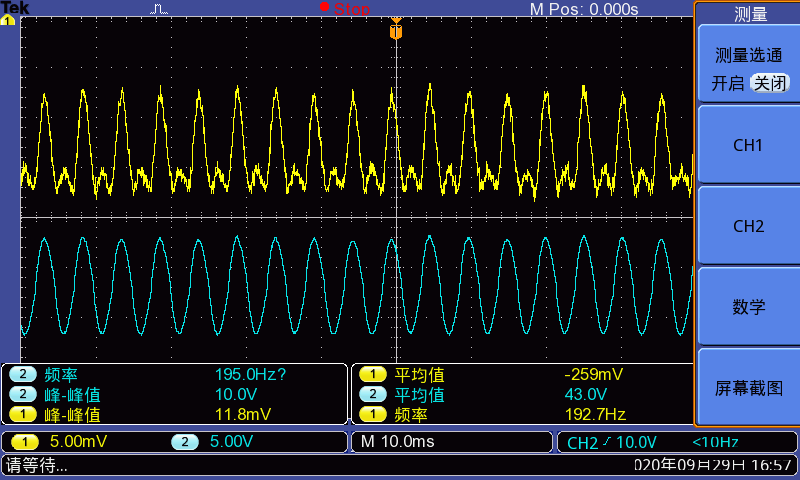 Tek Stop M Pos: 0.000s
测量
测量选通
开启 关闭
CH1
CH2
数学
屏幕截图
2 频率 195.0Hz?
2 峰-峰值 10.0V
1 峰-峰值 11.8mV
1 平均值 -259mV
2 平均值 43.0V
1 频率 192.7Hz
1 5.00mV 2 5.00V M 10.0ms CH2 10.0V <10Hz
请等待... 020年09月29日 16:57